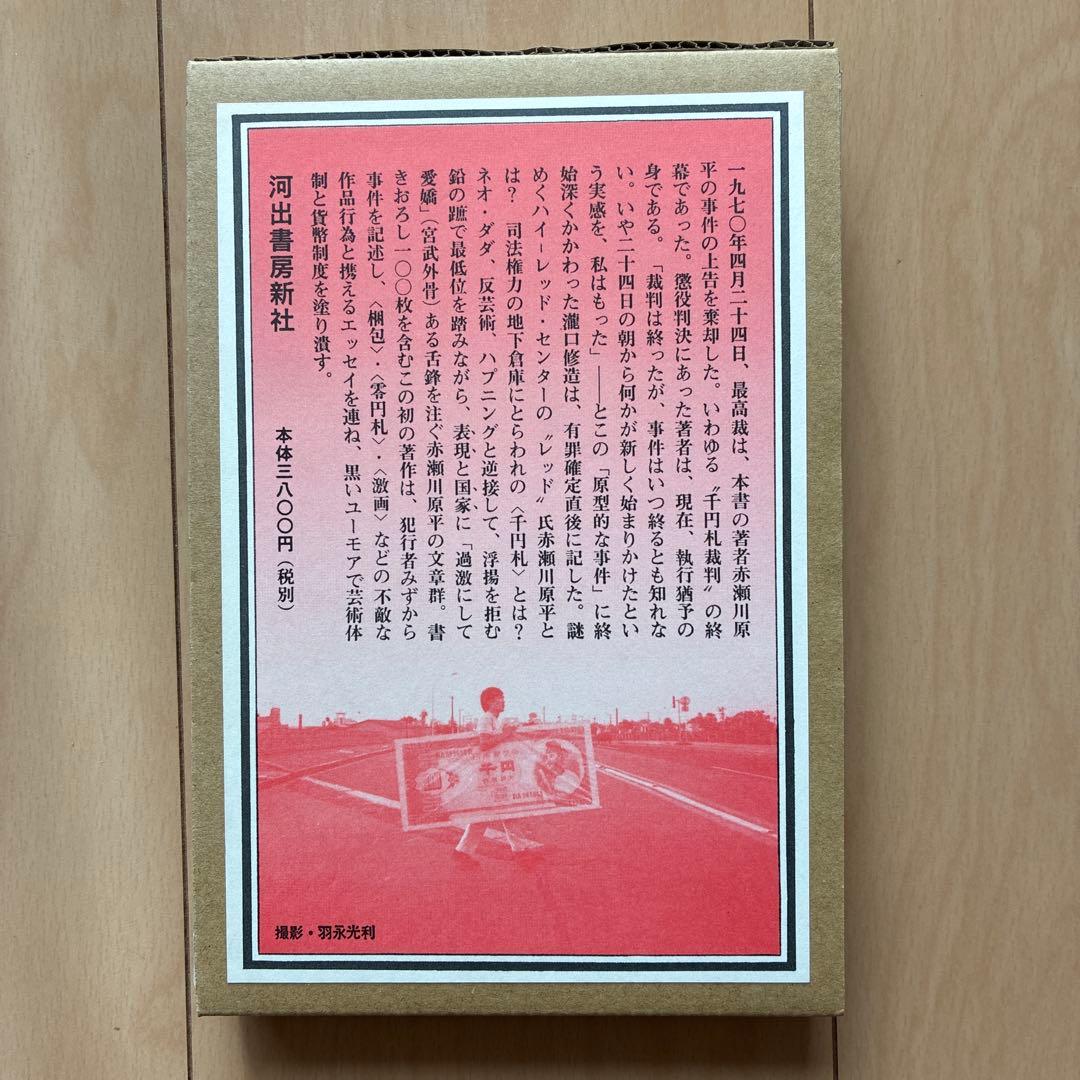 一九七〇年四月二十四日、最高裁は、本書の著者赤瀬川原
平の事件の上告を棄却した。いわゆる〝千円札裁判〟の終
幕であった。懲役判決にあった著者は、現在、執行猶予の
身である。「裁判は終ったが、事件はいつ終るとも知れな
い。いや二十四日の朝から何かが新しく始まりかけたとい
う実感を、私はもった」――とこの「原型的な事件」に終
始深くかかわった瀧口修造は、有罪確定直後に記した。謎
めくハイ−レッド・センターの〝レッド〟氏赤瀬川原平と
は？　司法権力の地下倉庫にとらわれの〈千円札〉とは？
ネオ・ダダ、反芸術、ハプニングと逆接して、浮揚を拒む
鉛の蹠で最低位を踏みながら、表現と国家に「過激にして
愛嬌」（宮武外骨）ある舌鋒を注ぐ赤瀬川原平の文章群。書
きおろし一〇〇枚を含むこの初の著作は、犯行者みずから
事件を記述し、〈梱包〉・〈零円札〉・〈激画〉などの不敵な
作品行為と携えるエッセイを連ね、黒いユーモアで芸術体
制と貨幣制度を塗り潰す。
河出書房新社
本体三八〇〇円（税別）
千円
撮影・羽永光利